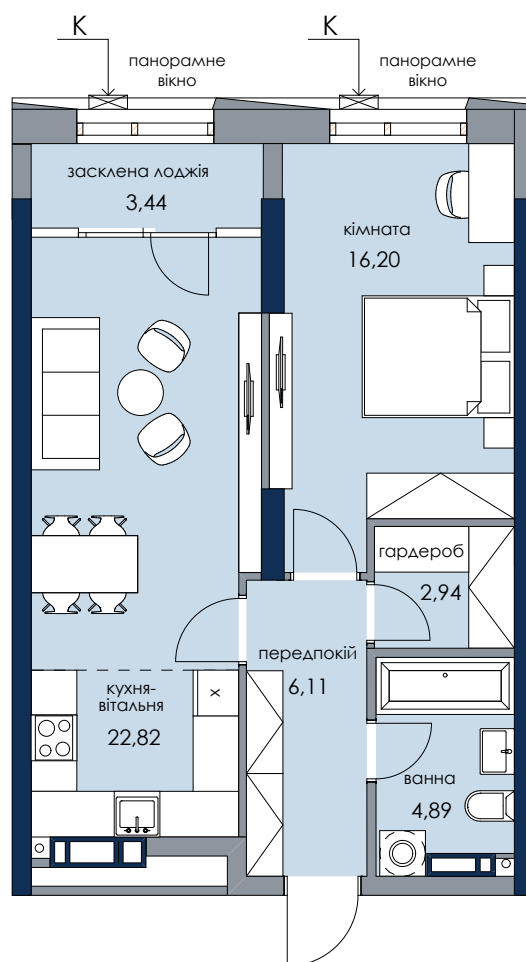 К
К
панорамне
вікно
панорамне
вікно
засклена лоджія
3,44
кімната
16,20
гардероб
2,94
передпокій
6,11
кухня-
вітальня
22,82
х
ванна
4,89